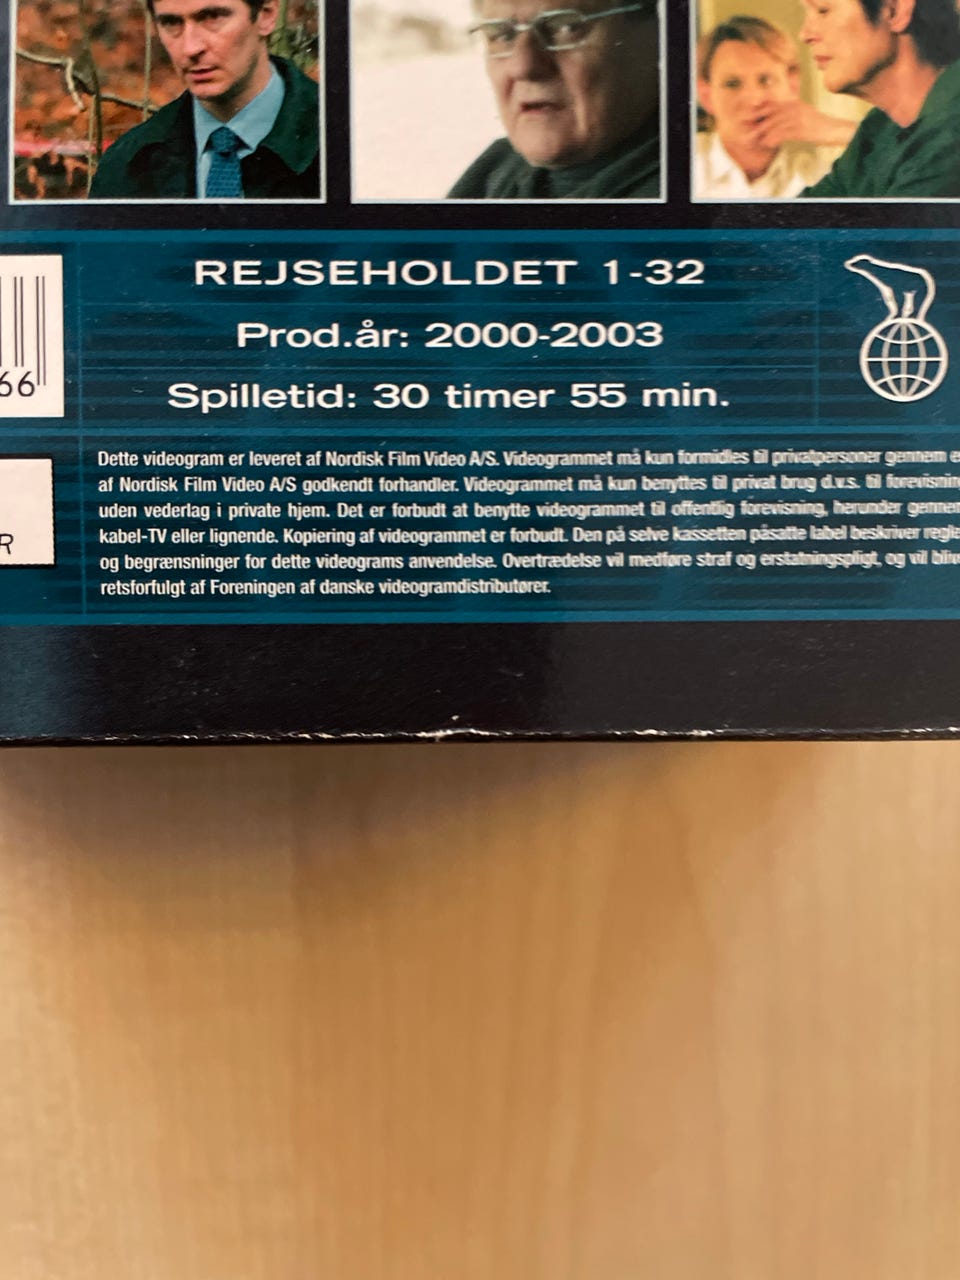 REJSEHOLDET 1-32
Prod.år: 2000-2003
66
Spilletid: 30 timer 55 min.
Dette videogram er leveret af Nordisk Film Video A/S. Videogrammet må kun formidles til privatpersoner gennem
af Nordisk Film Video A/S godkendt forhandler. Videogrammet må kun benyttes til privat brug d.v.s. til
uden vederlag i private hjem. Det er forbudt at benytte videogrammet til offentlig forevisning, herunder
R
kabel-TV eller lignende. Kopiering af videogrammet er forbudt. Den på selve kassetten påsatte label beskriver
og begrænsninger for dette videograms anvendelse. Overtrædelse vil medføre straf og erstatningspligt, og vil
retsforfulgt af Foreningen af danske videogramdistributører.